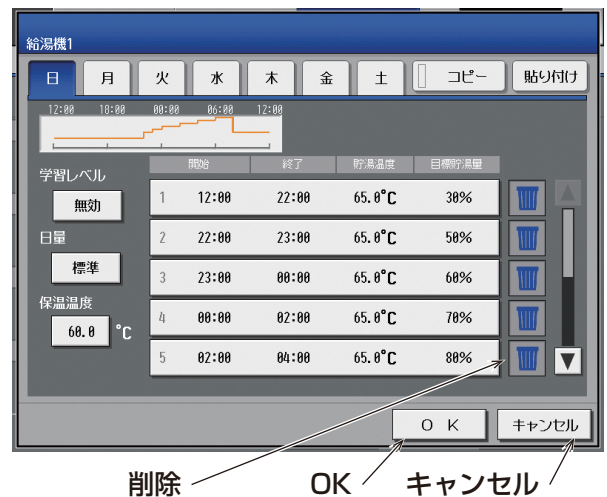 給湯機1
日 月 火 水 木 金 土 コピー 貼り付け
12:00 18:00 00:00 06:00 12:00
開始 終了 貯湯温度 目標貯湯量
学習レベル
無効
1 12:00 22:00 65.0°C 30%
日量
2 22:00 23:00 65.0°C 50%
標準
3 23:00 00:00 65.0°C 60%
保温温度
60.0 °C
4 00:00 02:00 65.0°C 70%
5 02:00 04:00 65.0°C 80%
OK キャンセル
削除 OK キャンセル